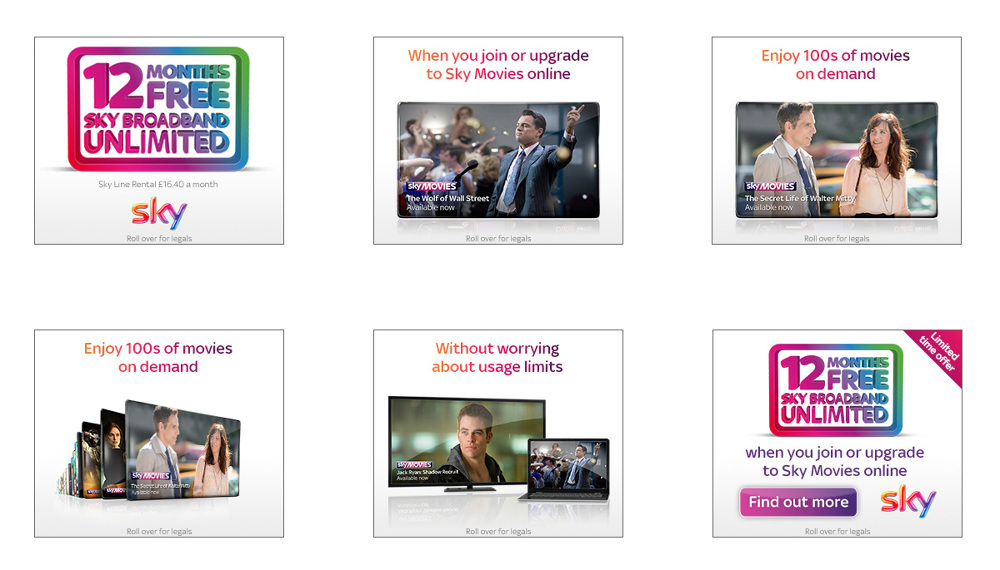 12 MONTHS
FREE
SKY BROADBAND
UNLIMITED
Sky Line Rental £16.40 a month
sky
Roll over for legals
When you join or upgrade
to Sky Movies online
sky MOVIES
The Wolf of Wall Street
Available now
Roll over for legals
Enjoy 100s of movies
on demand
sky MOVIES
The Secret Life of Walter Mitty
Available now
Roll over for legals
Enjoy 100s of movies
on demand
sky MOVIES
The Secret Life of Walter Mitty
Available now
Roll over for legals
Without worrying
about usage limits
sky MOVIES
Jack Ryan: Shadow Recruit
Available now
Roll over for legals
Limited
time offer
12 MONTHS
FREE
SKY BROADBAND
UNLIMITED
when you join or upgrade
to Sky Movies online
Find out more
sky
Roll over for legals